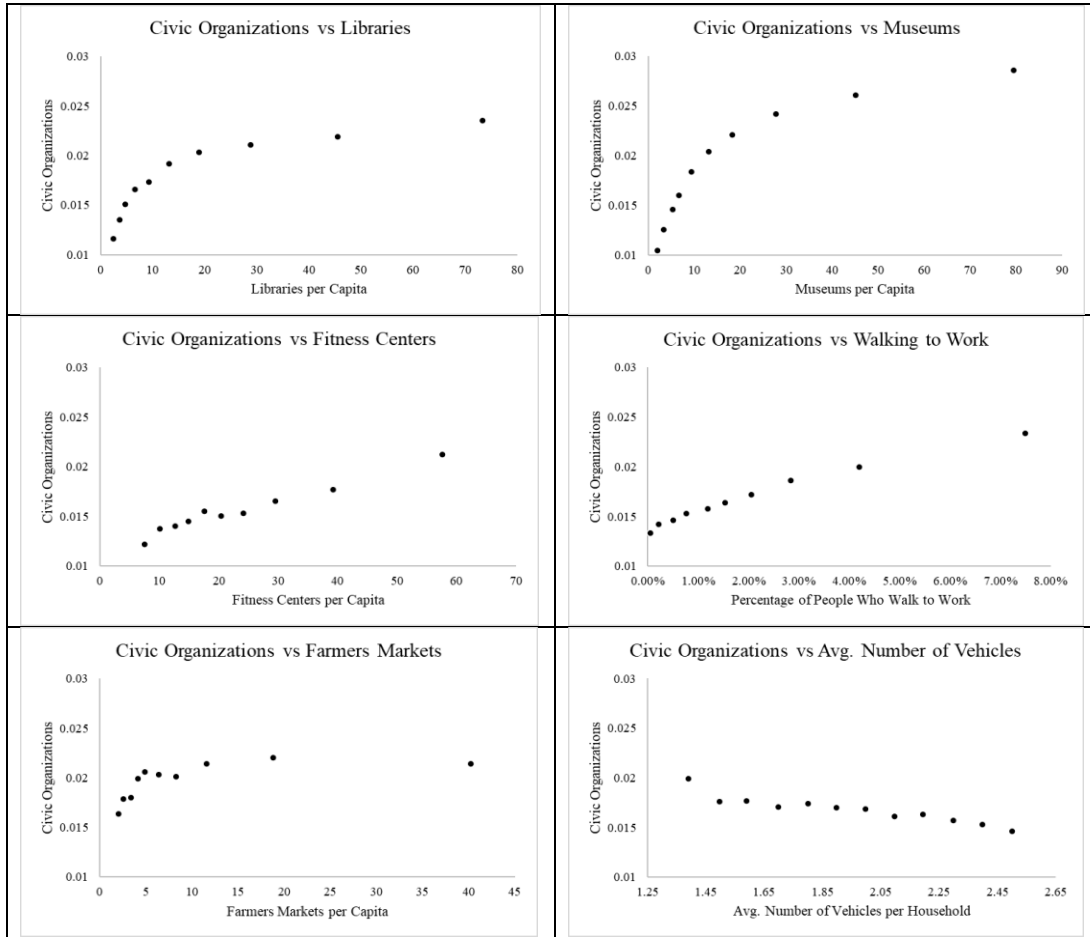 Civic Organizations vs Libraries
0.03
0.025
0.02
0.015
0.01
Civic Organizations
0 10 20 30 40 50 60 70 80
Libraries per Capita
Civic Organizations vs Museums
0.03
0.025
0.02
0.015
0.01
Civic Organizations
0 10 20 30 40 50 60 70 80 90
Museums per Capita
Civic Organizations vs Fitness Centers
0.03
0.025
0.02
0.015
0.01
Civic Organizations
0 10 20 30 40 50 60 70
Fitness Centers per Capita
Civic Organizations vs Walking to Work
0.03
0.025
0.02
0.015
0.01
Civic Organizations
0.00% 1.00% 2.00% 3.00% 4.00% 5.00% 6.00% 7.00% 8.00%
Percentage of People Who Walk to Work
Civic Organizations vs Farmers Markets
0.03
0.025
0.02
0.015
0.01
Civic Organizations
0 5 10 15 20 25 30 35 40 45
Farmers Markets per Capita
Civic Organizations vs Avg. Number of Vehicles
0.03
0.025
0.02
0.015
0.01
Civic Organizations
1.25 1.45 1.65 1.85 2.05 2.25 2.45 2.65
Avg. Number of Vehicles per Household